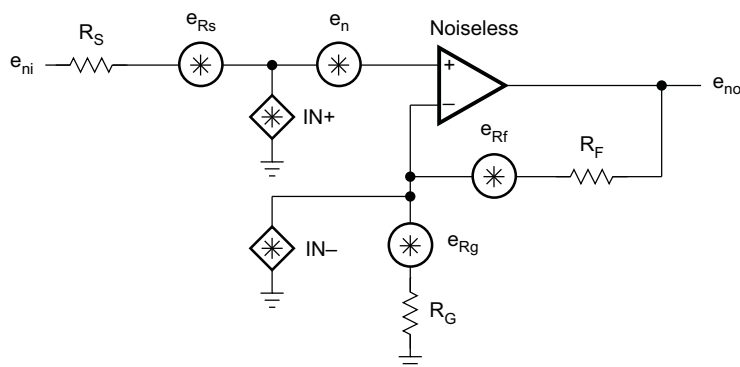 Noiseless
e_Rs e_n
R_S
e_ni + e_no
IN+ −
e_Rf R_F
IN– e_Rg
R_G